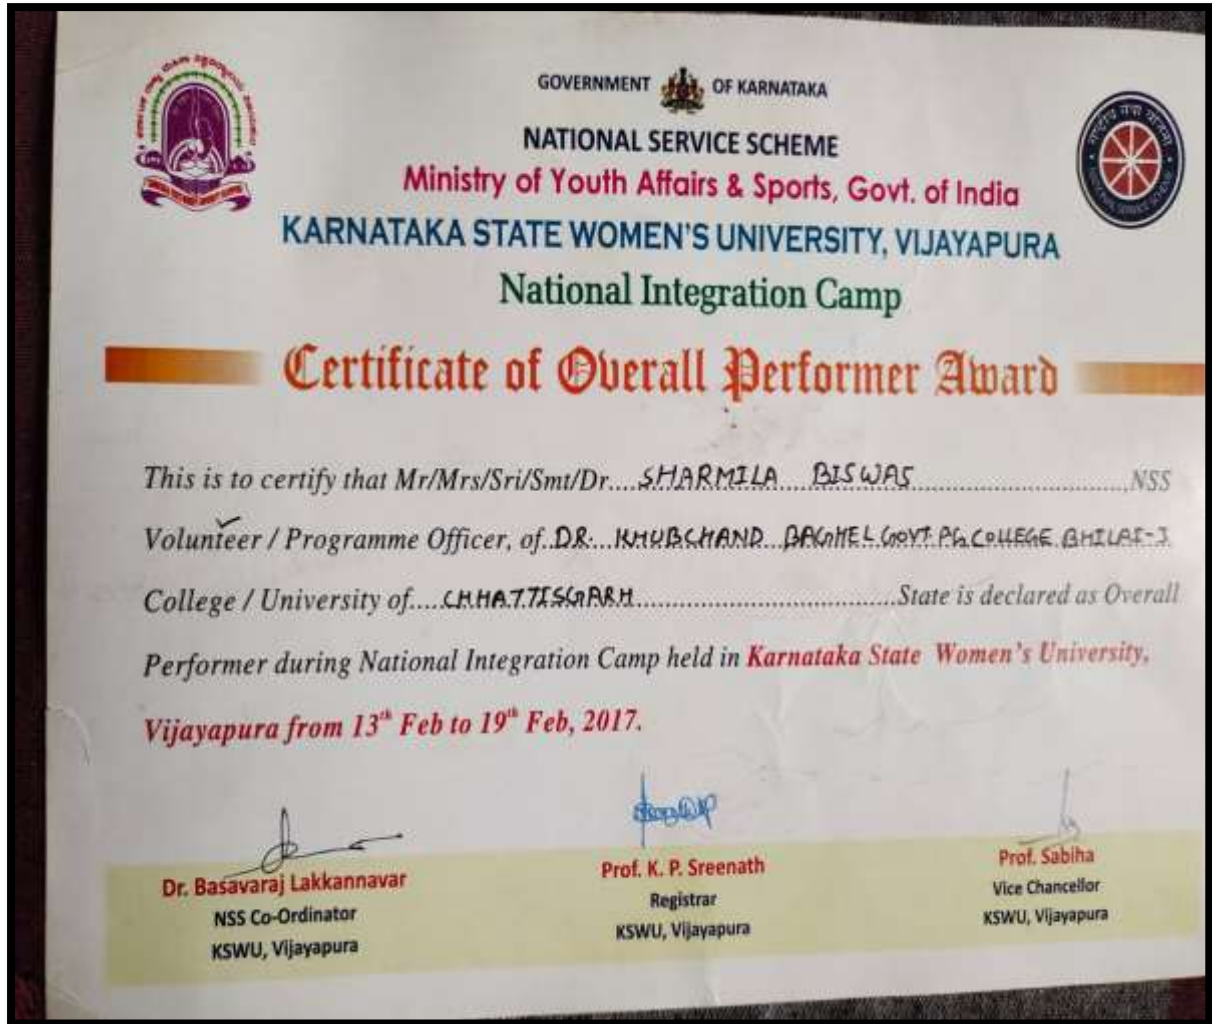 GOVERNMENT OF KARNATAKA
NATIONAL SERVICE SCHEME
Ministry of Youth Affairs & Sports, Govt. of India
KARNATAKA STATE WOMEN'S UNIVERSITY, VIJAYAPURA
National Integration Camp
Certificate of Overall Performer Award
This is to certify that Mr/Mrs/Sri/Smt/Dr....SHARMILA BISWAS..........NSS
Volunteer / Programme Officer, of..DR. KHUBCHAND BAGHEL GOVT. PG. COLLEGE BHILAI-3
College / University of....CHHATTISGARH..........State is declared as Overall
Performer during National Integration Camp held in Karnataka State Women's University,
Vijayapura from 13th Feb to 19th Feb, 2017.
Dr. Basavaraj Lakkannavar
NSS Co-Ordinator
KSWU, Vijayapura
Prof. K. P. Sreenath
Registrar
KSWU, Vijayapura
Prof. Sabiha
Vice Chancellor
KSWU, Vijayapura
राष्ट्रीय सेवा योजना
NATIONAL SERVICE SCHEME